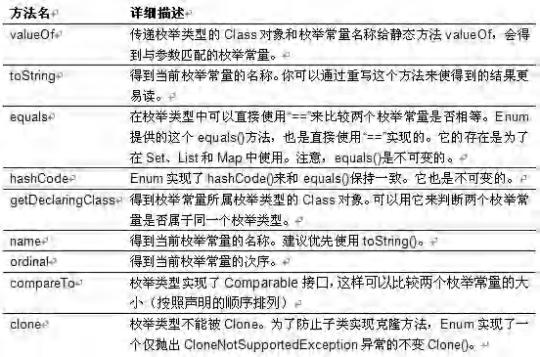 方法名 详细描述
valueOf 传递枚举类型的 Class 对象和枚举常量名称给静态方法 valueOf，会得
到与参数匹配的枚举常量。
toString 得到当前枚举常量的名称。你可以通过重写这个方法来使得到的结果更
易读。
equals 在枚举类型中可以直接使用“==”来比较两个枚举常量是否相等。Enum
提供的这个 equals()方法，也是直接使用“==”实现的。它的存在是为了
在 Set、List 和 Map 中使用。注意，equals()是不可变的。
hashCode Enum 实现了 hashCode()来和 equals()保持一致。它也是不可变的。
getDeclaringClass 得到枚举常量所属枚举类型的 Class 对象。可以用它来判断两个枚举常
量是否属于同一个枚举类型。
name 得到当前枚举常量的名称。建议优先使用 toString()。
ordinal 得到当前枚举常量的次序。
compareTo 枚举类型实现了 Comparable 接口，这样可以比较两个枚举常量的大
小（按照声明的顺序排列）
clone 枚举类型不能被 Clone。为了防止子类实现克隆方法，Enum 实现了一
个仅抛出 CloneNotSupportedException 异常的不变 Clone()。